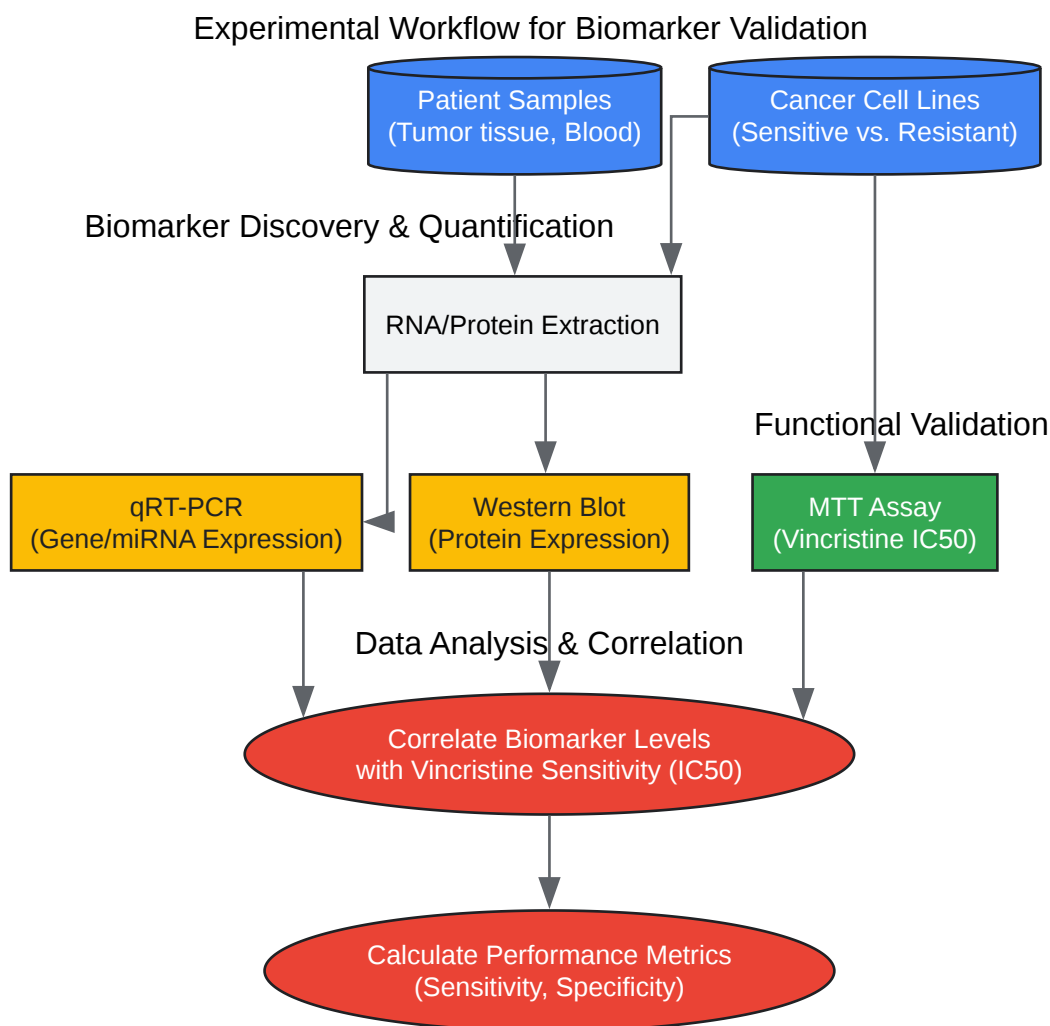 Experimental Workflow for Biomarker Validation
Patient Samples
(Tumor tissue, Blood)
Cancer Cell Lines
(Sensitive vs. Resistant)
Biomarker Discovery & Quantification
RNA/Protein Extraction
Functional Validation
qRT-PCR
(Gene/miRNA Expression)
Western Blot
(Protein Expression)
MTT Assay
(Vincristine IC50)
Data Analysis & Correlation
Correlate Biomarker Levels
with Vincristine Sensitivity (IC50)
Calculate Performance Metrics
(Sensitivity, Specificity)